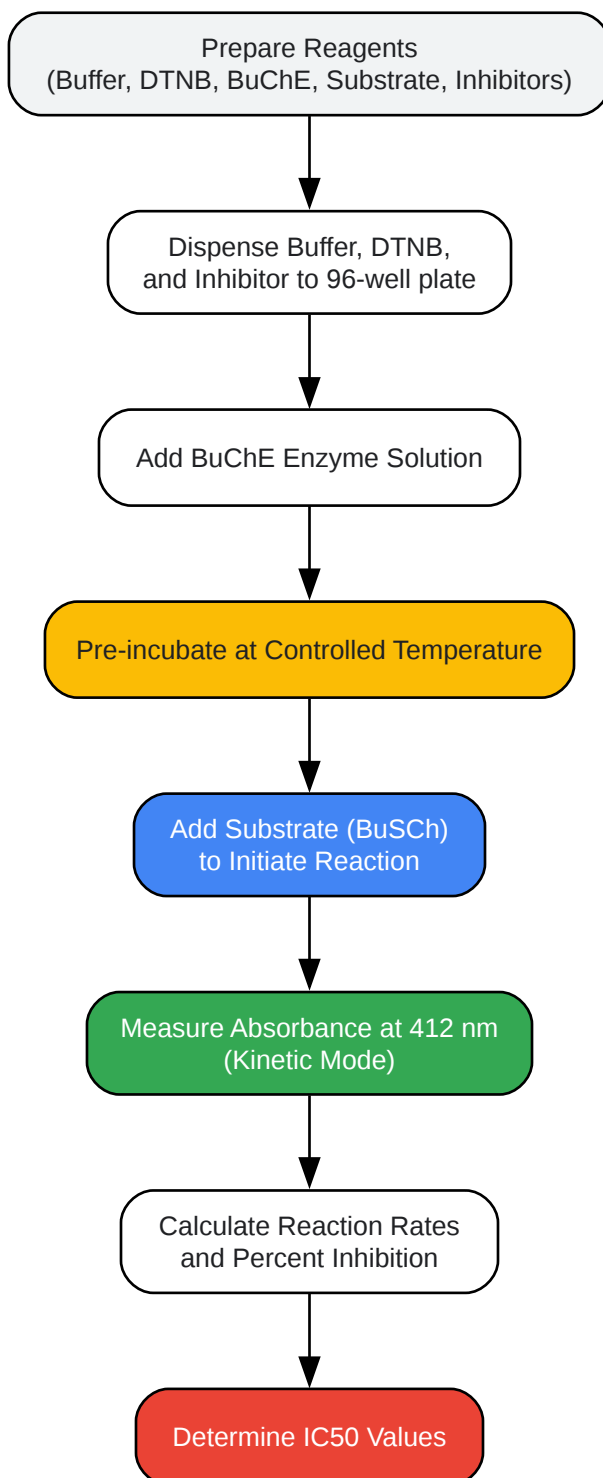 Prepare Reagents
(Buffer, DTNB, BuChE, Substrate, Inhibitors)
Dispense Buffer, DTNB,
and Inhibitor to 96-well plate
Add BuChE Enzyme Solution
Pre-incubate at Controlled Temperature
Add Substrate (BuSCh)
to Initiate Reaction
Measure Absorbance at 412 nm
(Kinetic Mode)
Calculate Reaction Rates
and Percent Inhibition
Determine IC50 Values